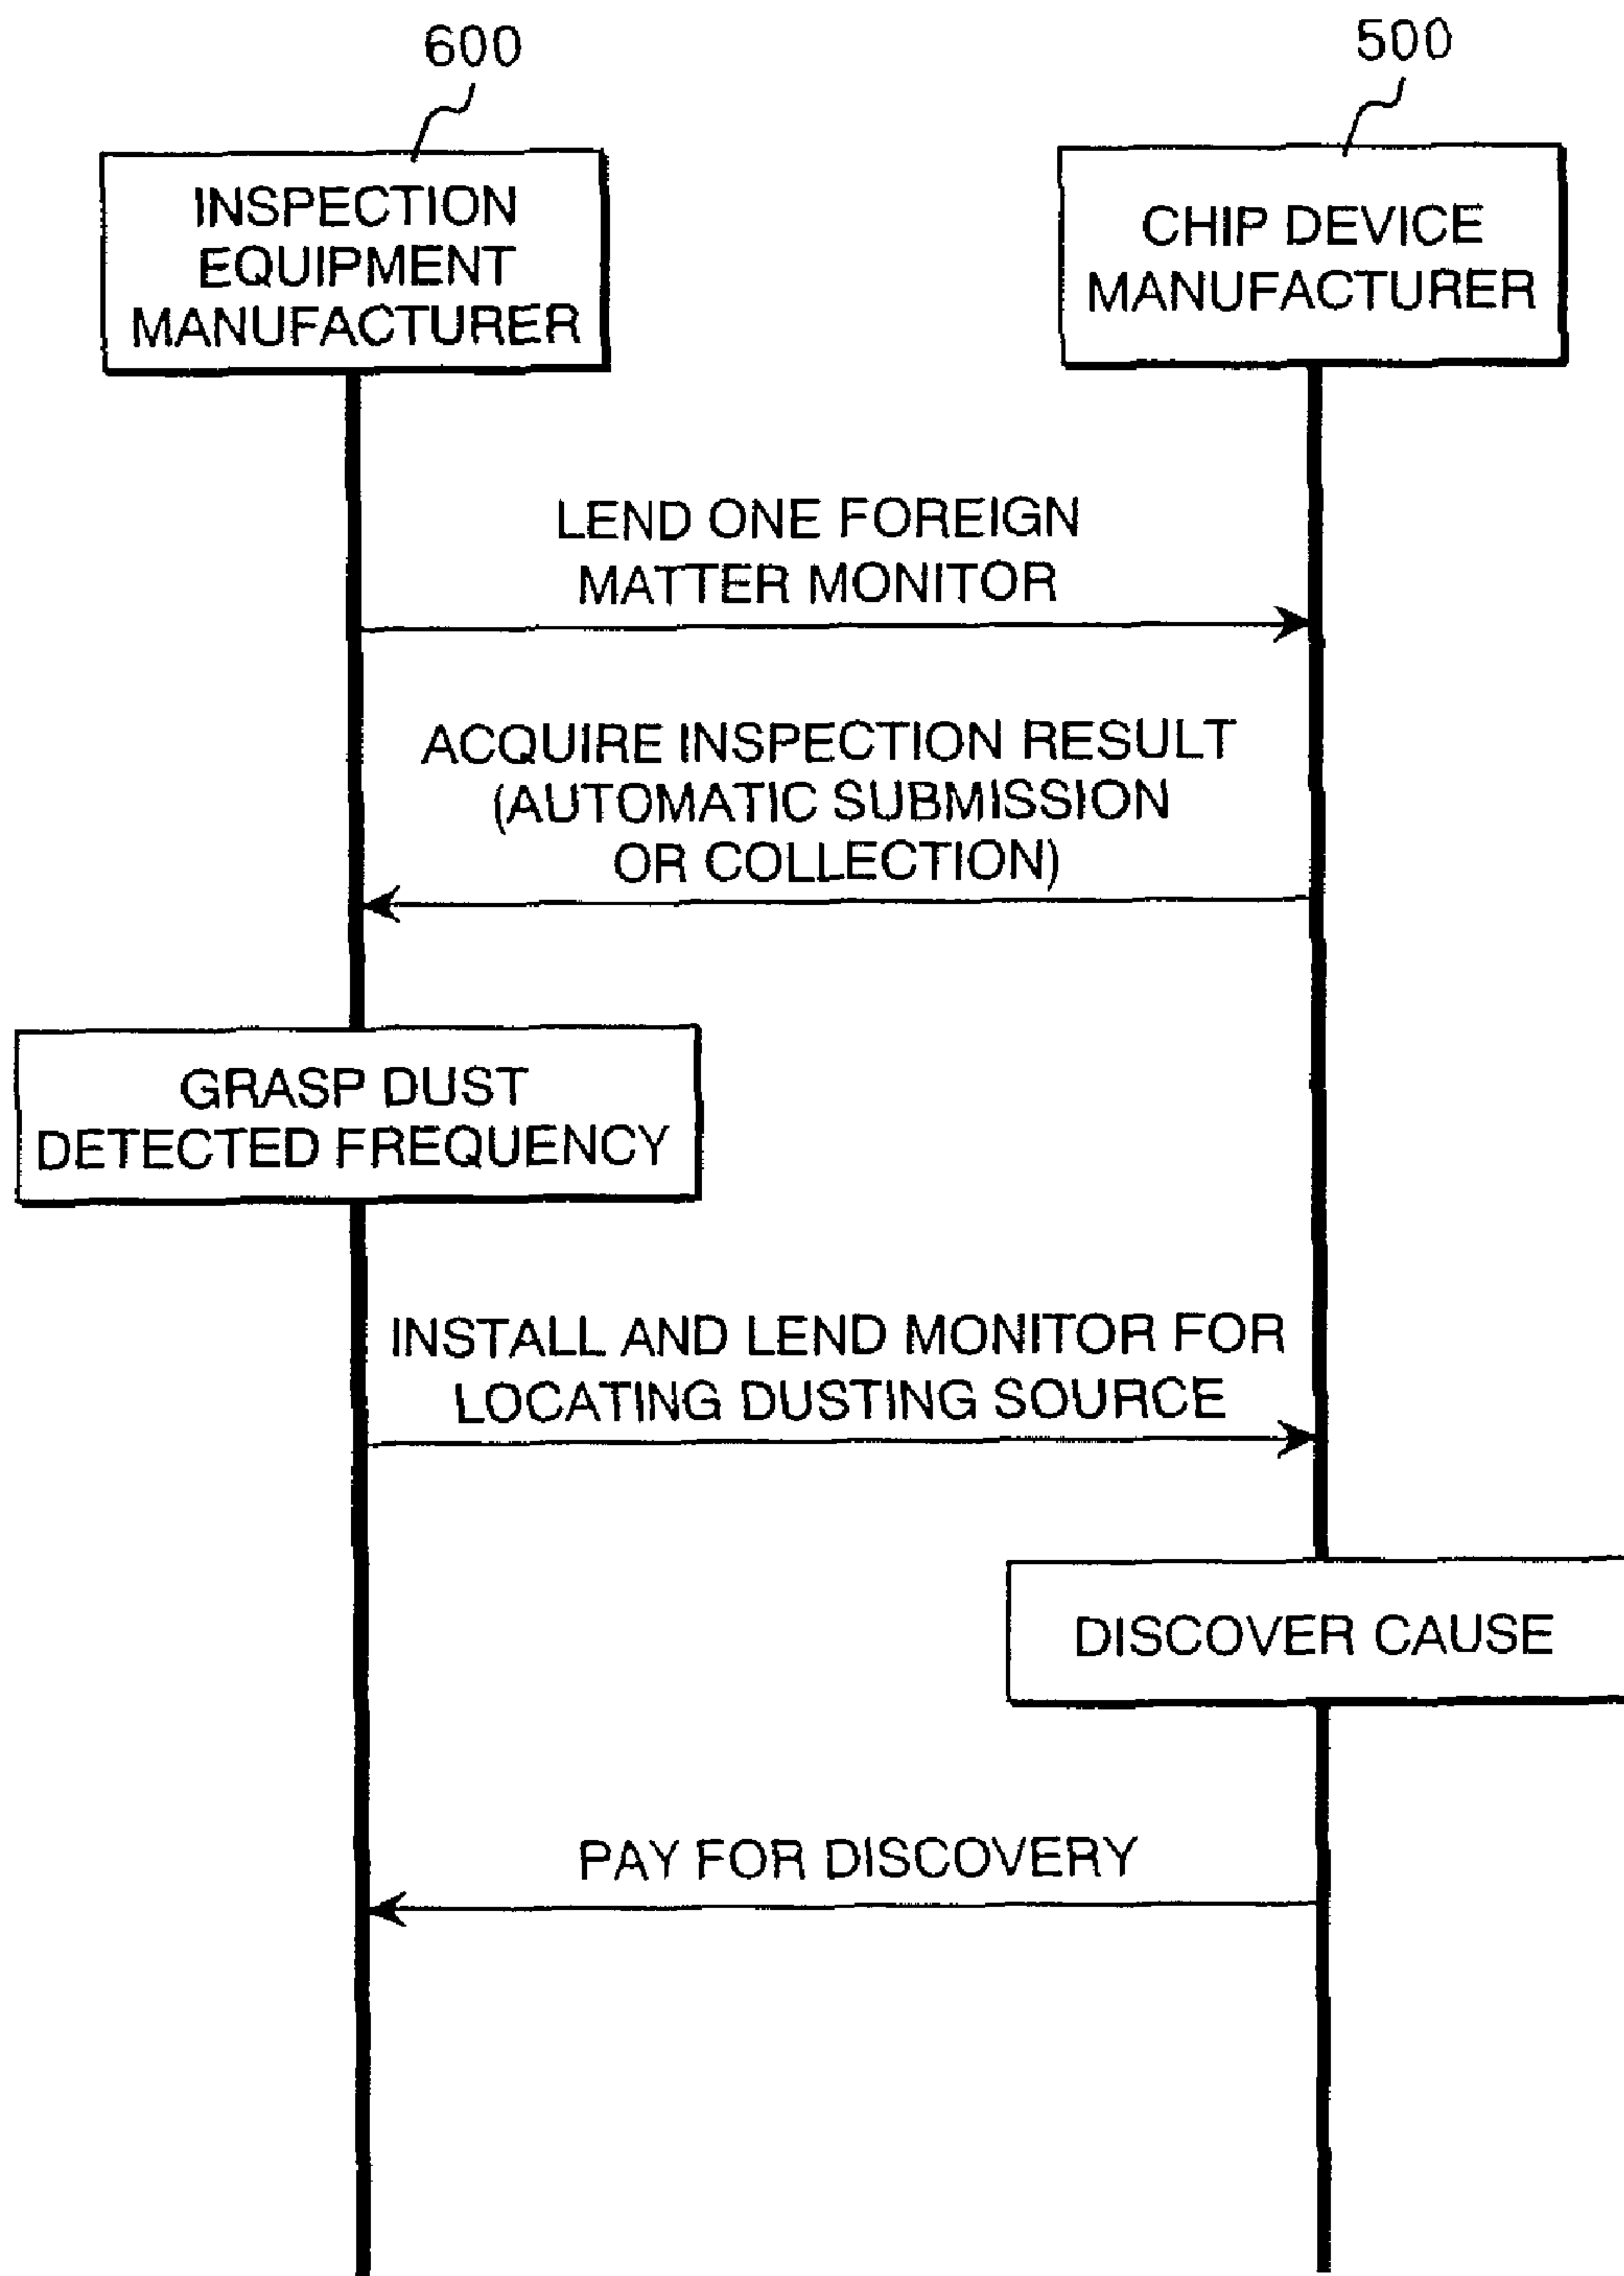 600
500
INSPECTION
EQUIPMENT
MANUFACTURER
CHIP DEVICE
MANUFACTURER
LEND ONE FOREIGN
MATTER MONITOR
ACQUIRE INSPECTION RESULT
(AUTOMATIC SUBMISSION
OR COLLECTION)
GRASP DUST
DETECTED FREQUENCY
INSTALL AND LEND MONITOR FOR
LOCATING DUSTING SOURCE
DISCOVER CAUSE
PAY FOR DISCOVERY